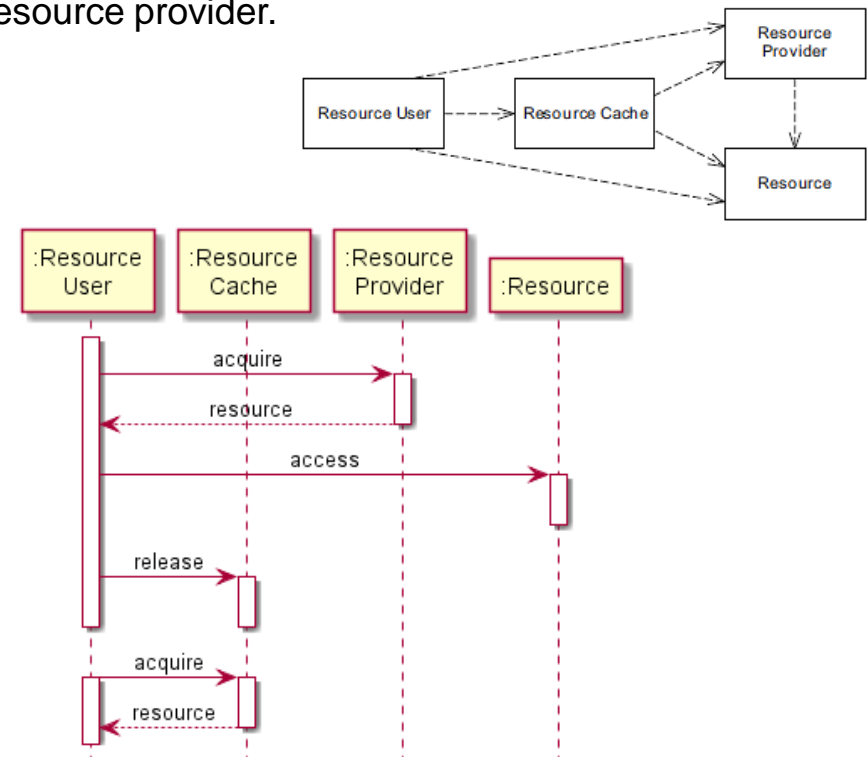 esource provider.
Resource
Provider
Resource User
Resource Cache
Resource
:Resource
User
:Resource
Cache
:Resource
Provider
:Resource
acquire
resource
access
release
acquire
resource